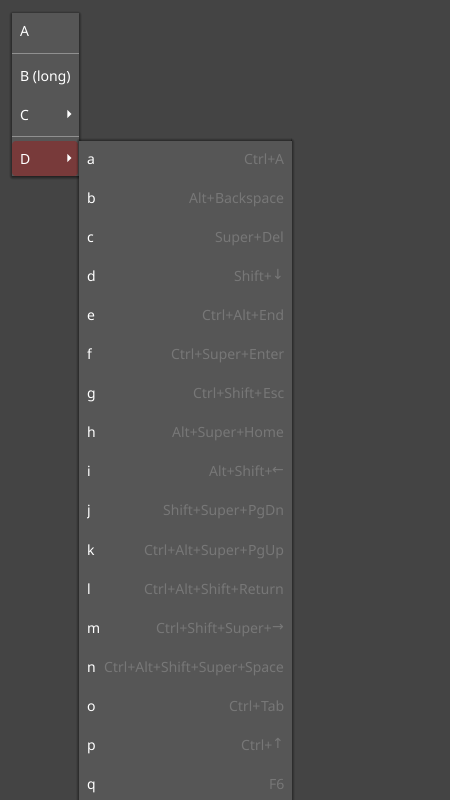 A
B (long)
C
D
a Ctrl+A
b Alt+Backspace
c Super+Del
d Shift+↓
e Ctrl+Alt+End
f Ctrl+Super+Enter
g Ctrl+Shift+Esc
h Alt+Super+Home
i Alt+Shift+←
j Shift+Super+PgDn
k Ctrl+Alt+Super+PgUp
l Ctrl+Alt+Shift+Return
m Ctrl+Shift+Super+→
n Ctrl+Alt+Shift+Super+Space
o Ctrl+Tab
p Ctrl+↑
q F6